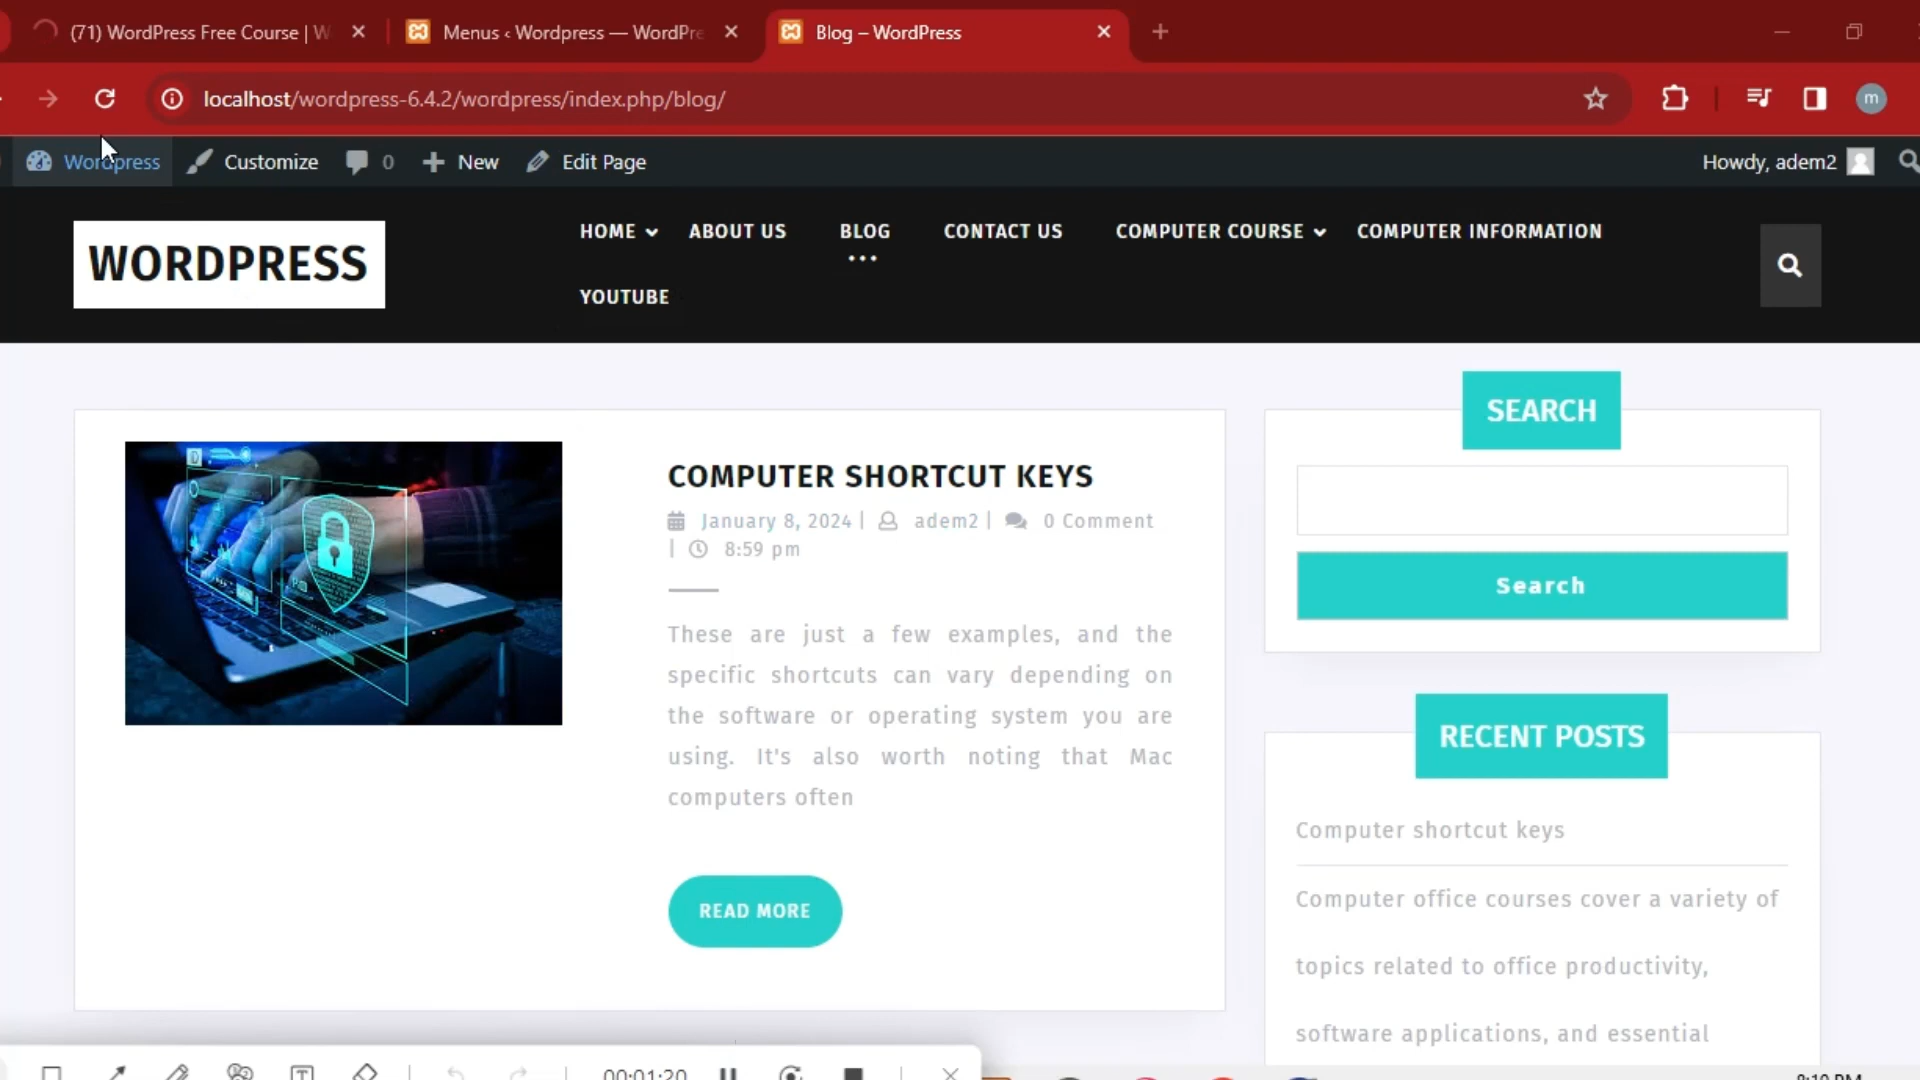 (71) WordPress Free Course | W
Menus ‹ Wordpress — WordPre
Blog – WordPress
localhost/wordpress-6.4.2/wordpress/index.php/blog/
m
Wordpress
Customize
0
New
Edit Page
Howdy, adem2
WORDPRESS
HOME
ABOUT US
BLOG
CONTACT US
COMPUTER COURSE
COMPUTER INFORMATION
YOUTUBE
COMPUTER SHORTCUT KEYS
January 8, 2024 | adem2 | 0 Comment
| 8:59 pm
These are just a few examples, and the
specific shortcuts can vary depending on
the software or operating system you are
using. It's also worth noting that Mac
computers often
READ MORE
SEARCH
Search
RECENT POSTS
Computer shortcut keys
Computer office courses cover a variety of
topics related to office productivity,
software applications, and essential
00:01:20
8:10 PM